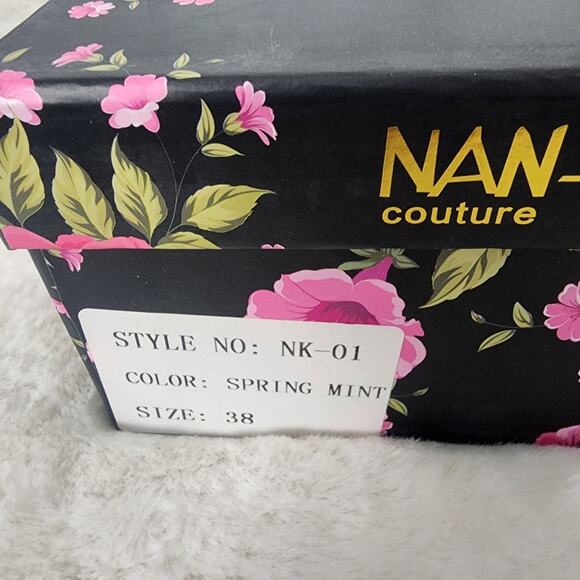 NAN-
couture
STYLE NO: NK-01
COLOR: SPRING MINT
SIZE: 38